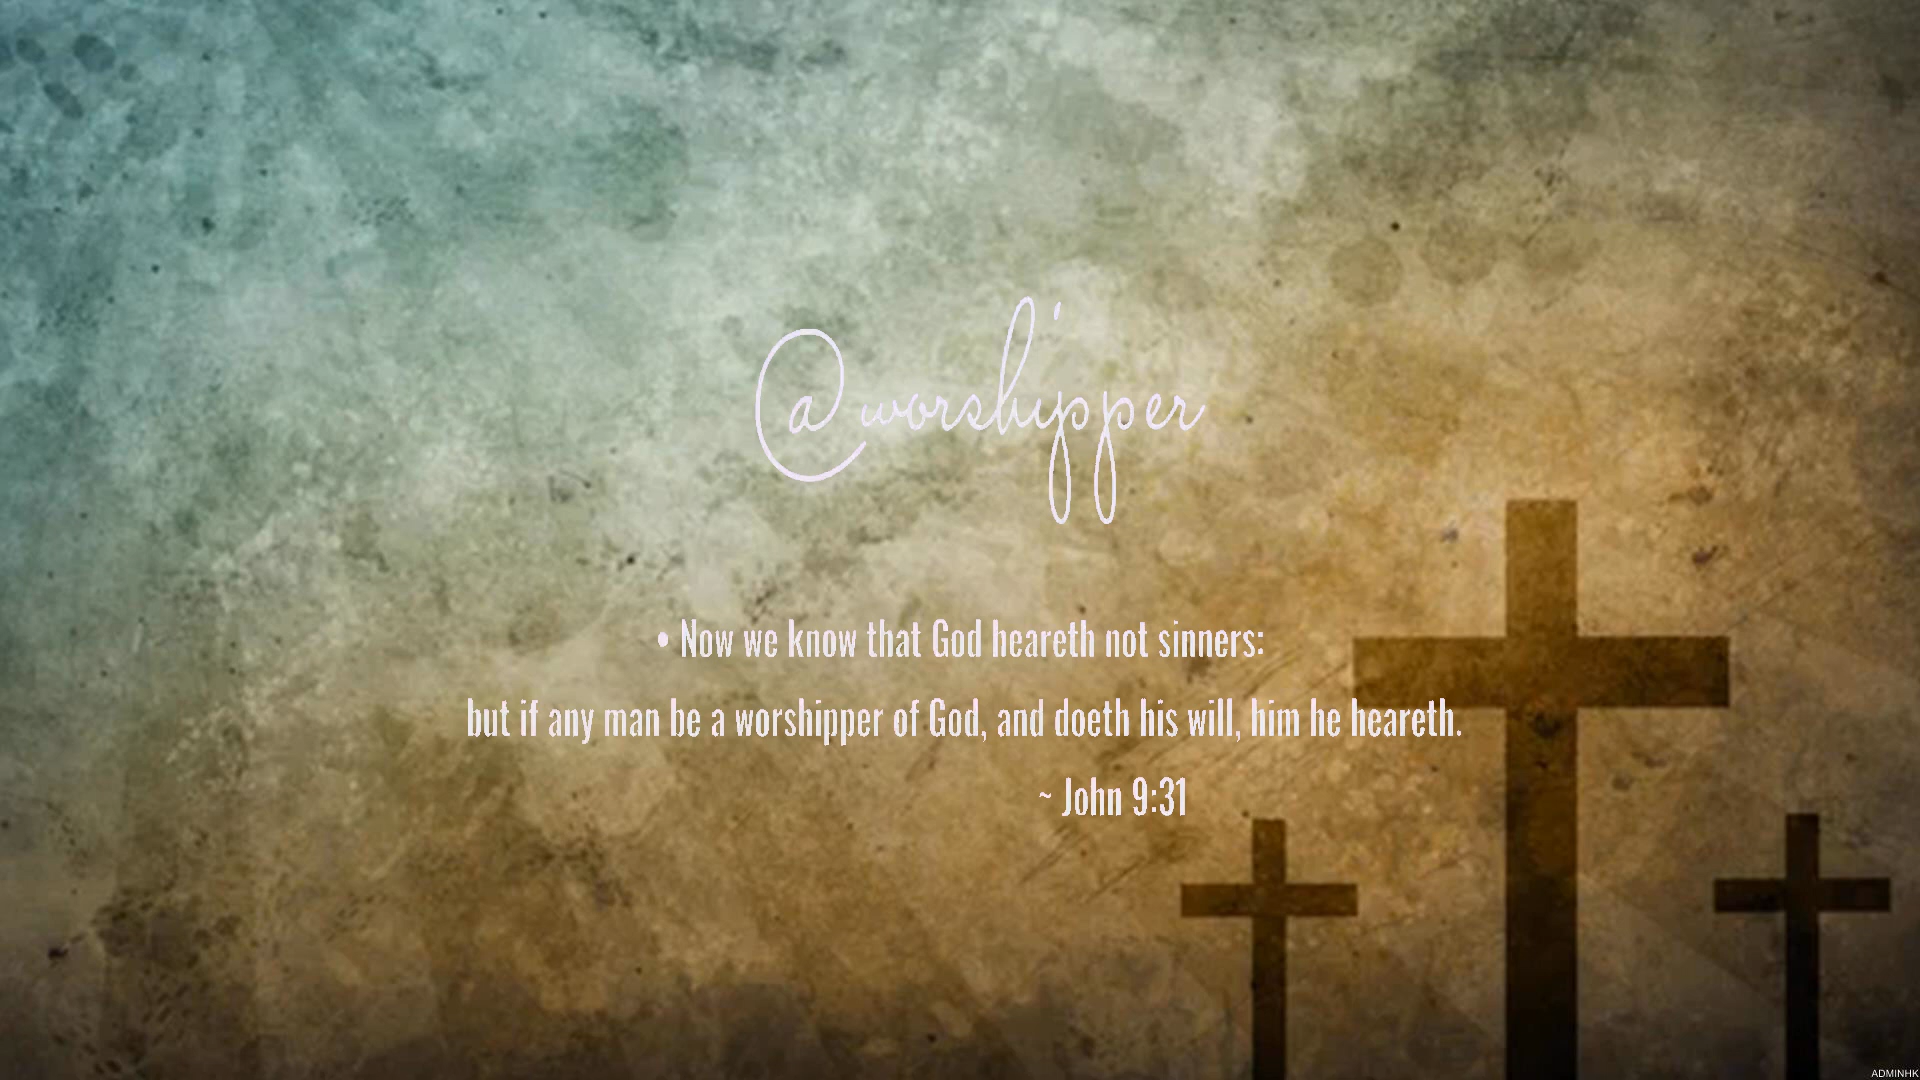 @worshipper
• Now we know that God heareth not sinners:
but if any man be a worshipper of God, and doeth his will, him he heareth.
~ John 9:31
ADMINHK